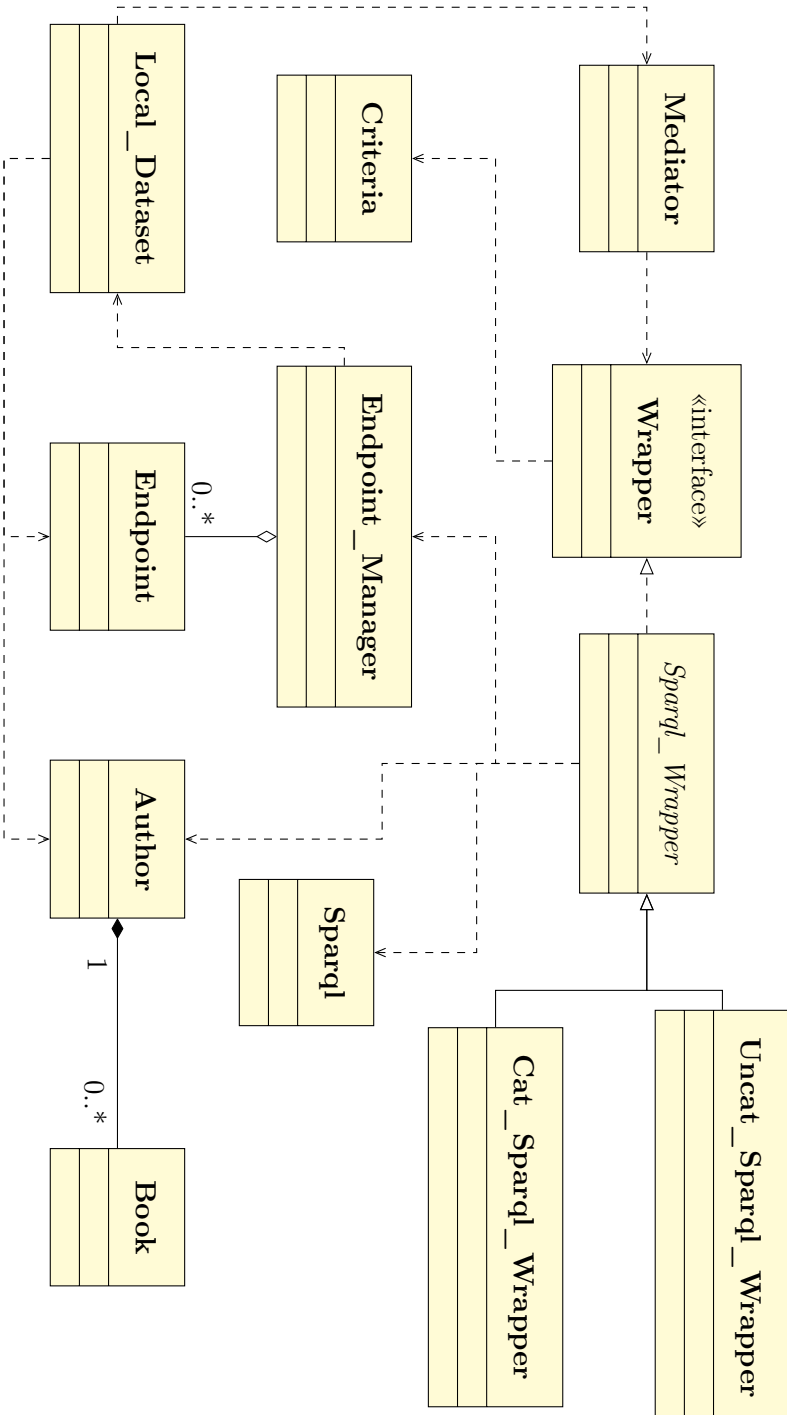 Mediator
«interface»
Wrapper
Sparql_Wrapper
Uncat_Sparql_Wrapper
Cat_Sparql_Wrapper
Criteria
Endpoint_Manager
Sparql
Local_Dataset
0..*
Endpoint
Author
1
0..*
Book